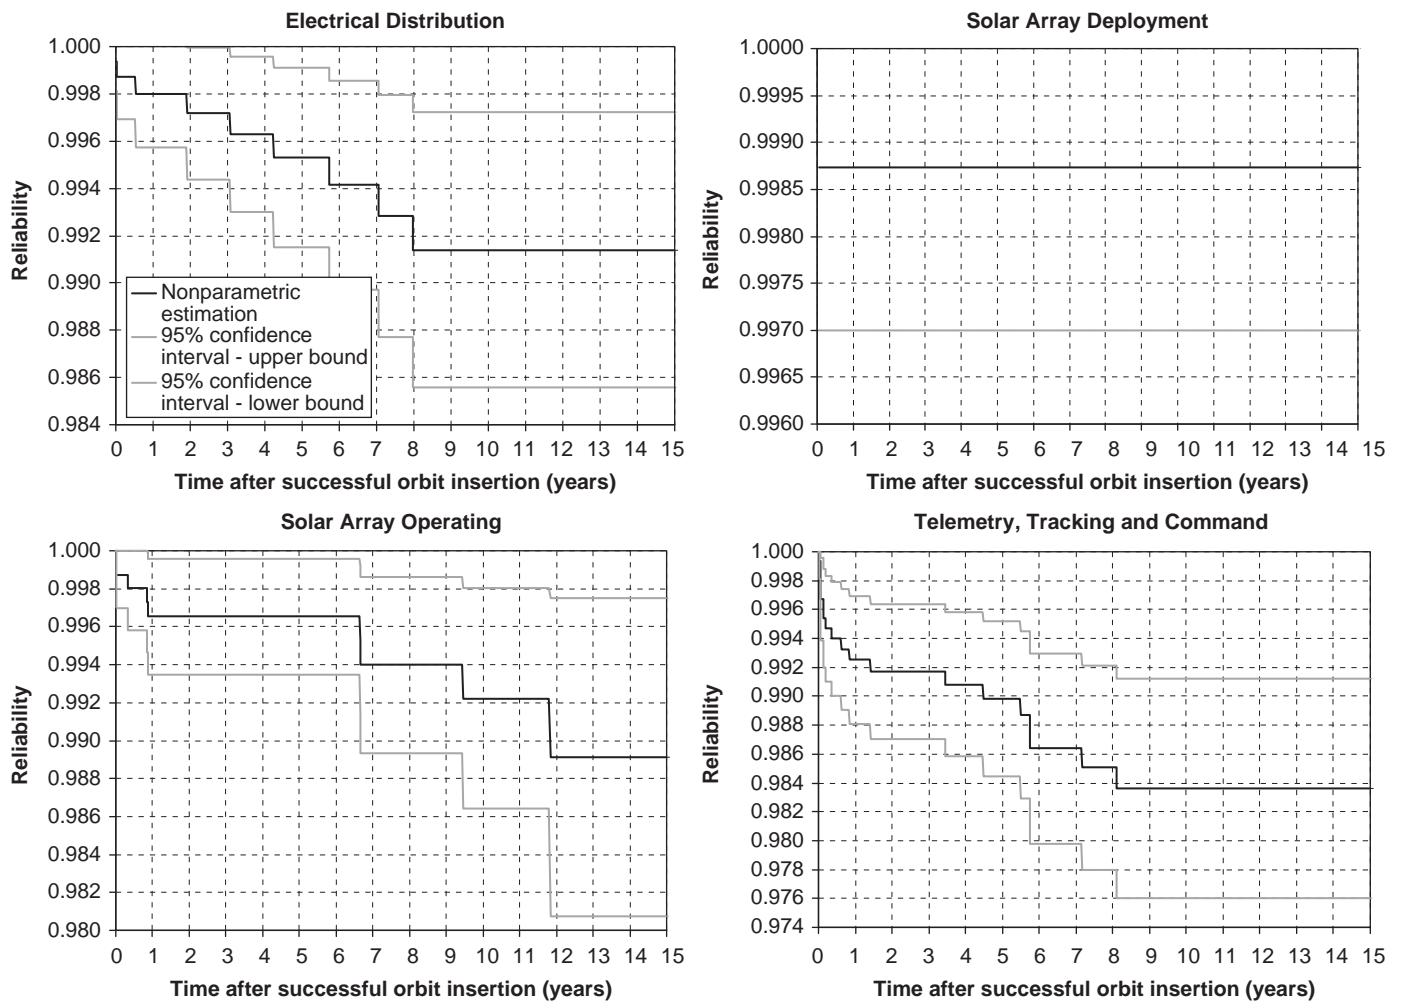 Electrical Distribution
1.000
0.998
0.996
0.994
0.992
0.990
0.988
0.986
0.984
Reliability
Nonparametric
estimation
95% confidence
interval - upper bound
95% confidence
interval - lower bound
0 1 2 3 4 5 6 7 8 9 10 11 12 13 14 15
Time after successful orbit insertion (years)
Solar Array Deployment
1.0000
0.9995
0.9990
0.9985
0.9980
0.9975
0.9970
0.9965
0.9960
Reliability
0 1 2 3 4 5 6 7 8 9 10 11 12 13 14 15
Time after successful orbit insertion (years)
Solar Array Operating
1.000
0.998
0.996
0.994
0.992
0.990
0.988
0.986
0.984
0.982
0.980
Reliability
0 1 2 3 4 5 6 7 8 9 10 11 12 13 14 15
Time after successful orbit insertion (years)
Telemetry, Tracking and Command
1.000
0.998
0.996
0.994
0.992
0.990
0.988
0.986
0.984
0.982
0.980
0.978
0.976
0.974
Reliability
0 1 2 3 4 5 6 7 8 9 10 11 12 13 14 15
Time after successful orbit insertion (years)